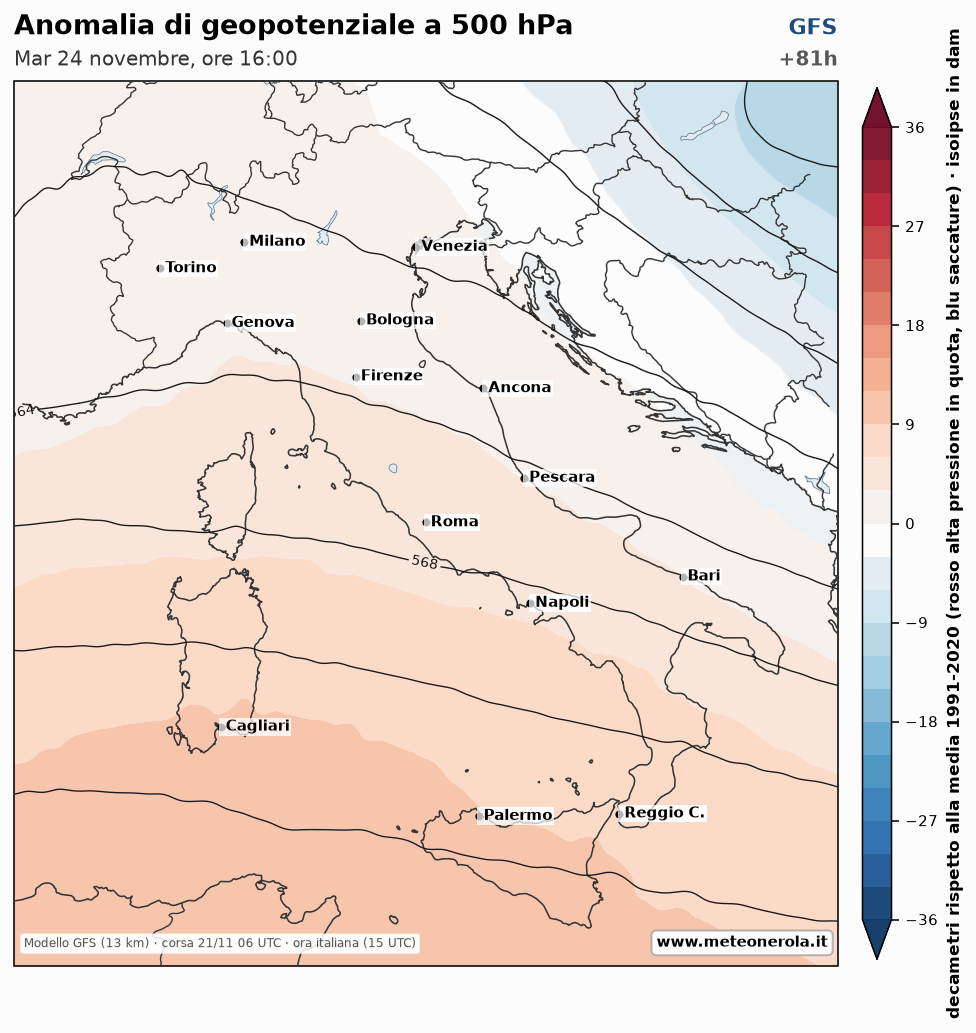 Anomalia di geopotenziale a 500 hPa
GFS
Mar 24 novembre, ore 16:00
+81h
Milano
Venezia
Torino
Genova
Bologna
Firenze
Ancona
564
Pescara
Roma
568
Bari
Napoli
Cagliari
Palermo
Reggio C.
Modello GFS (13 km) · corsa 21/11 06 UTC · ora italiana (15 UTC)
www.meteonerola.it
36
27
18
9
0
−9
−18
−27
−36
decametri rispetto alla media 1991-2020 (rosso alta pressione in quota, blu saccature) · isoipse in dam